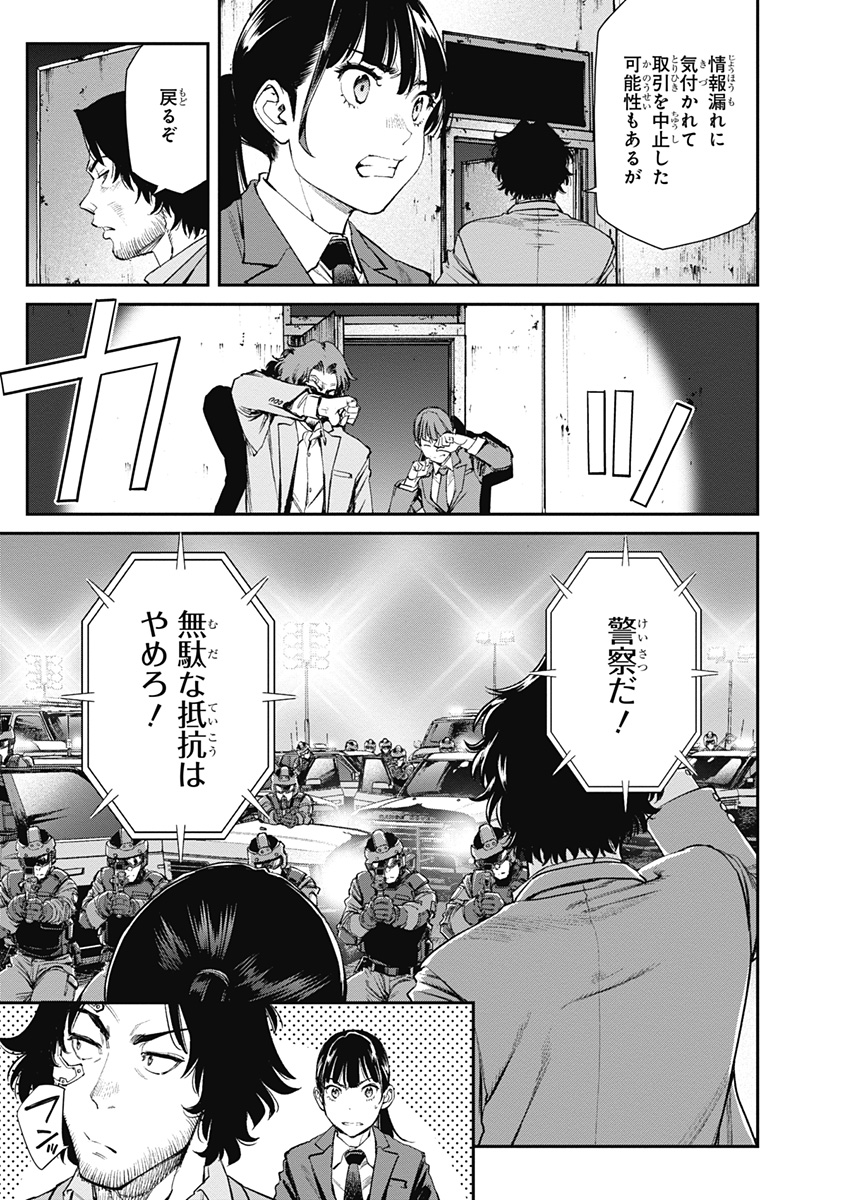 情報漏れに
気付かれて
取引を中止した
可能性もあるが
戻るぞ
カ
!!
警察だ!
無駄な抵抗は
やめろ!
フンッ